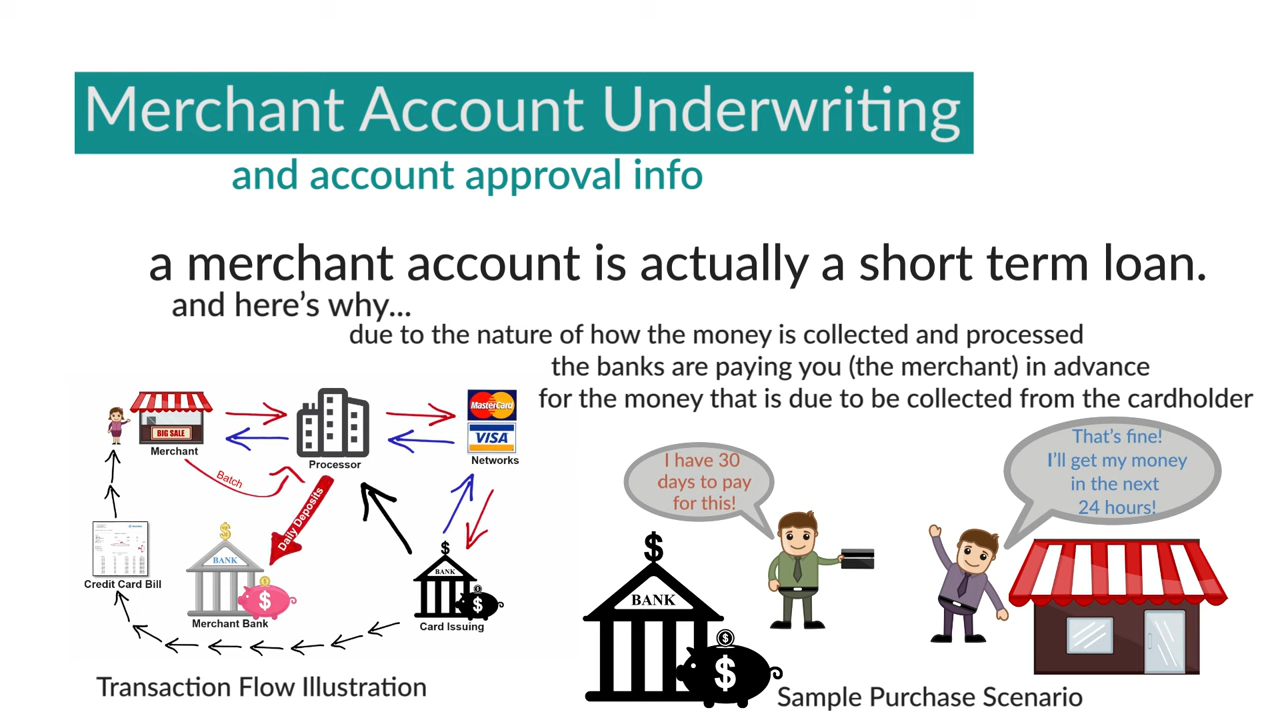 Merchant Account Underwriting
and account approval info
a merchant account is actually a short term loan.
and here's why...
due to the nature of how the money is collected and processed
the banks are paying you (the merchant) in advance
for the money that is due to be collected from the cardholder
BIG SALE
Merchant
Processor
MasterCard
VISA
Networks
Batch
Daily Deposits
Credit Card Bill
$
BANK
$
$
Merchant Bank
$
BANK
$
$
Card Issuing
Transaction Flow Illustration
I have 30
days to pay
for this!
That's fine!
I'll get my money
in the next
24 hours!
$
BANK
$
$
Sample Purchase Scenario